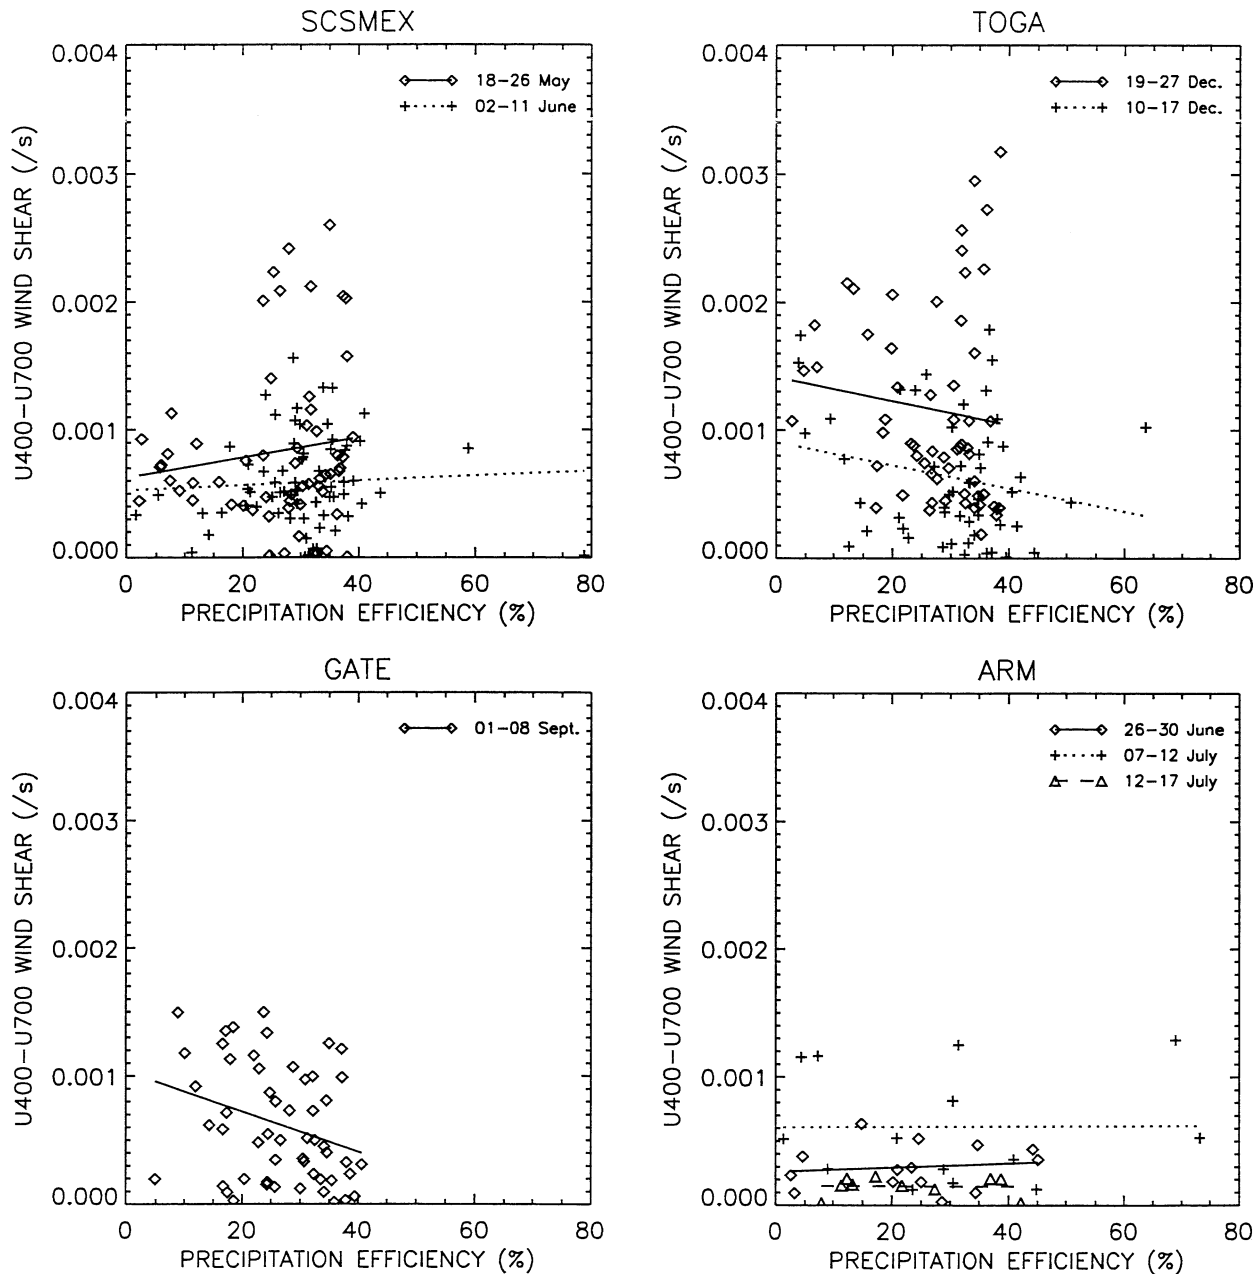 SCSMEX
0.004
0.003
0.002
0.001
0.000
U400-U700 WIND SHEAR (/s)
18-26 May
02-11 June
0 20 40 60 80
PRECIPITATION EFFICIENCY (%)
TOGA
0.004
0.003
0.002
0.001
0.000
U400-U700 WIND SHEAR (/s)
19-27 Dec.
10-17 Dec.
0 20 40 60 80
PRECIPITATION EFFICIENCY (%)
GATE
0.004
0.003
0.002
0.001
0.000
U400-U700 WIND SHEAR (/s)
01-08 Sept.
0 20 40 60 80
PRECIPITATION EFFICIENCY (%)
ARM
0.004
0.003
0.002
0.001
0.000
U400-U700 WIND SHEAR (/s)
26-30 June
07-12 July
12-17 July
0 20 40 60 80
PRECIPITATION EFFICIENCY (%)